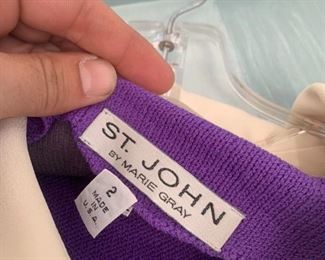 ST. JOHN
BY MARIE GRAY
2
MADE
IN
U.S.A.